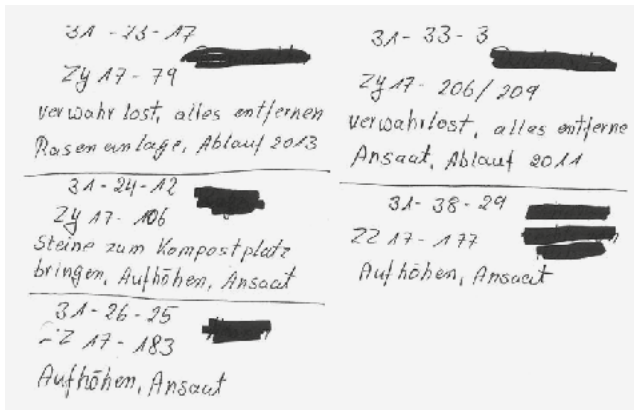 31-23-17
Zy 17-79
verwahrlost, alles entfernen
Rasenanlage, Ablauf 2013
31-24-12
Zy 17-106
Steine zum Kompostplatz
bringen, Aufhöhen, Ansaat
31-26-25
ZZ 17-183
Aufhöhen, Ansaat
31-33-3
Zy 17-206/209
verwahrlost, alles entferne
Ansaat, Ablauf 2011
31-38-29
ZZ 17-177
Aufhöhen, Ansaat